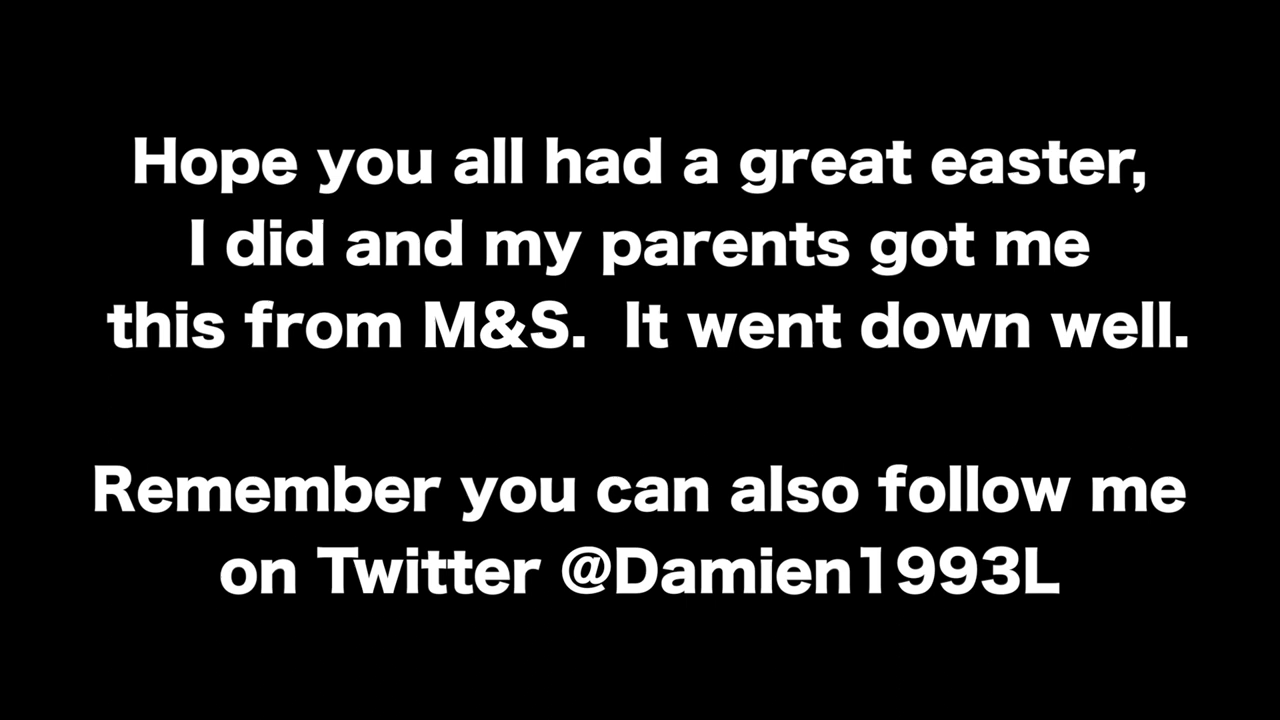 Hope you all had a great easter,
I did and my parents got me
this from M&S.  It went down well.
Remember you can also follow me
on Twitter @Damien1993L